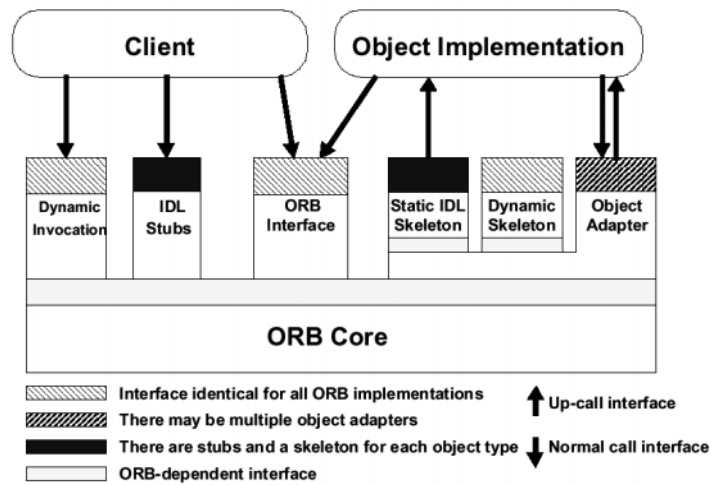 Client
Object Implementation
Dynamic
Invocation
IDL
Stubs
ORB
Interface
Static IDL
Skeleton
Dynamic
Skeleton
Object
Adapter
ORB Core
Interface identical for all ORB implementations
There may be multiple object adapters
There are stubs and a skeleton for each object type
ORB-dependent interface
Up-call interface
Normal call interface